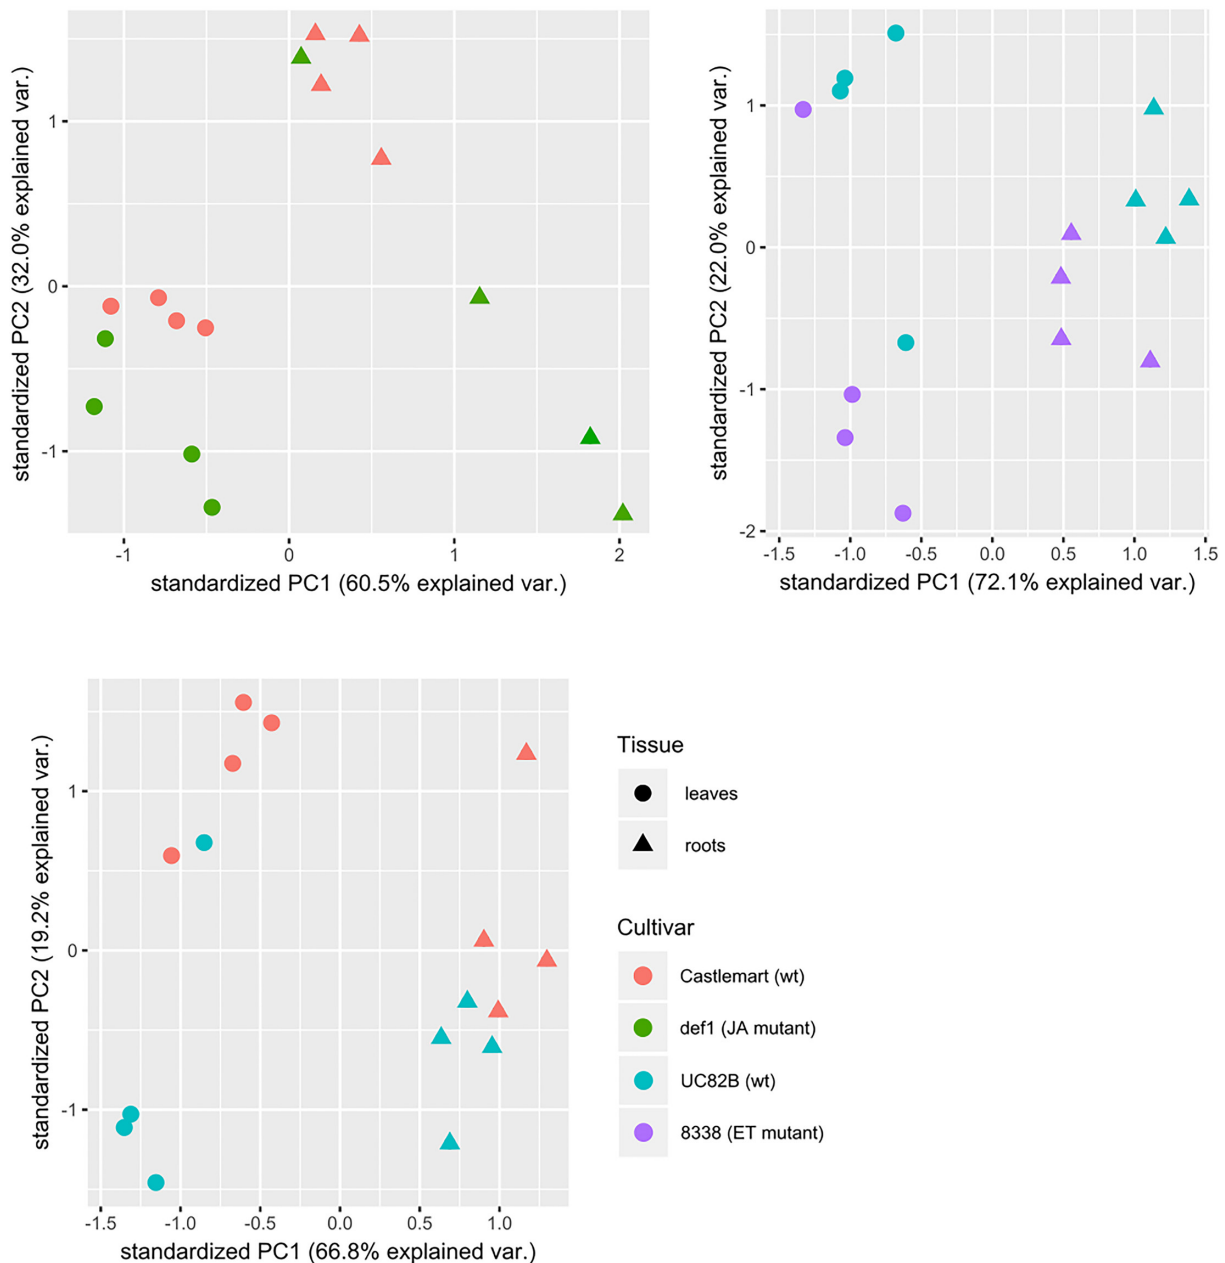 standardized PC2 (32.0% explained var.)
1
0
-1
-1
0
1
2
standardized PC1 (60.5% explained var.)
standardized PC2 (22.0% explained var.)
1
0
-1
-2
-1.5
-1.0
-0.5
0.0
0.5
1.0
1.5
standardized PC1 (72.1% explained var.)
standardized PC2 (19.2% explained var.)
1
0
-1
-1.5
-1.0
-0.5
0.0
0.5
1.0
standardized PC1 (66.8% explained var.)
Tissue
leaves
roots
Cultivar
Castlemart (wt)
def1 (JA mutant)
UC82B (wt)
8338 (ET mutant)